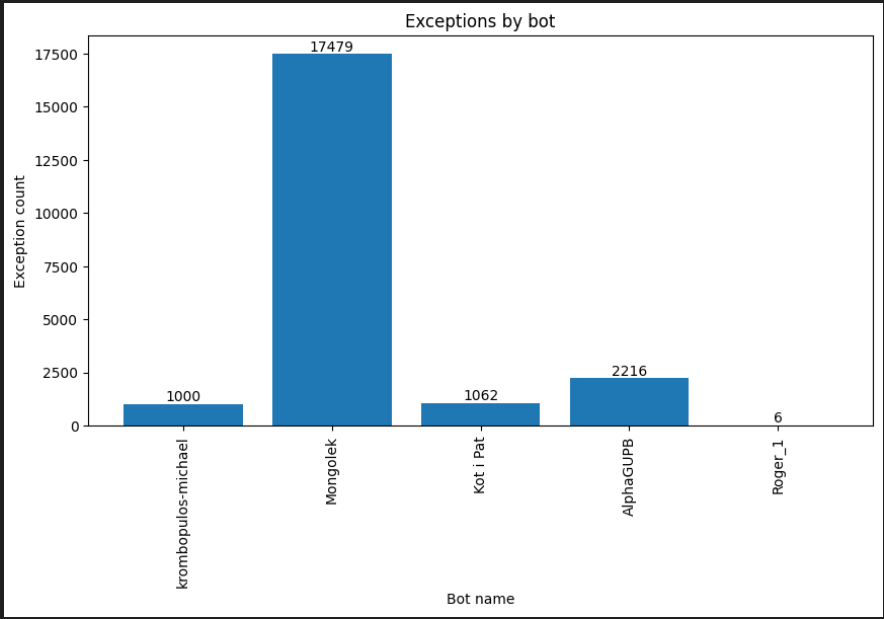 Exceptions by bot
17479
17500
15000
12500
10000
7500
5000
2500
0
Exception count
1000
1062
2216
6
krombopulos-michael
Mongolek
Kot i Pat
AlphaGUPB
Roger_1
Bot name